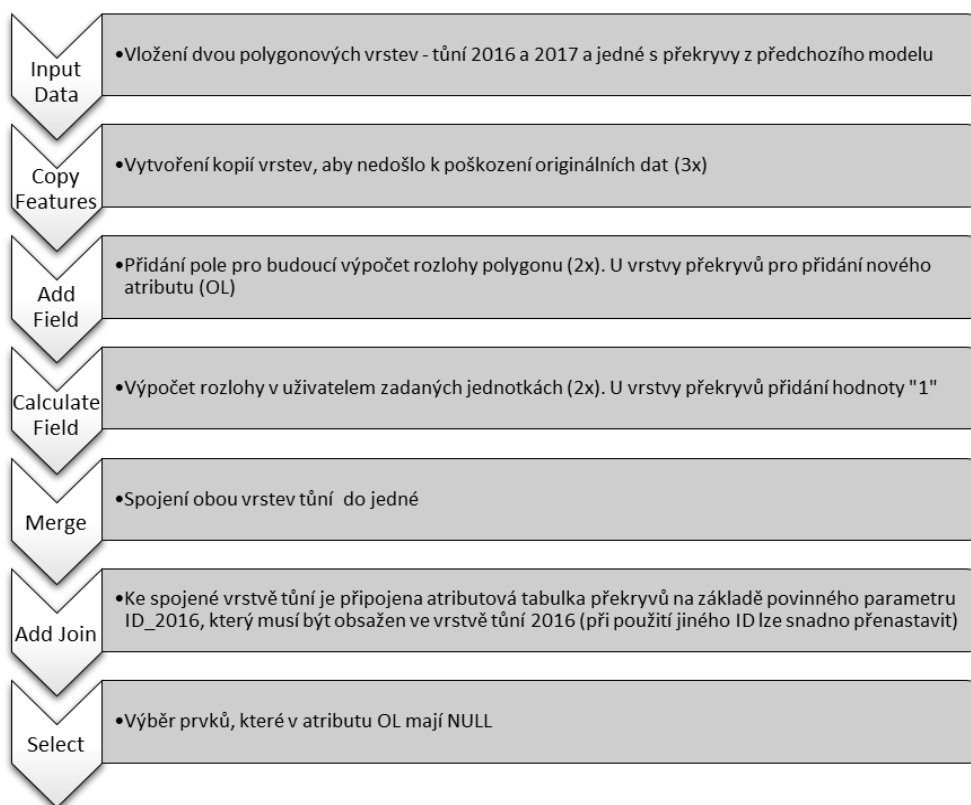 Input
Data
•Vložení dvou polygonových vrstev - tůní 2016 a 2017 a jedné s překryvy z předchozího modelu
Copy
Features
•Vytvoření kopií vrstev, aby nedošlo k poškození originálních dat (3x)
Add
Field
•Přidání pole pro budoucí výpočet rozlohy polygonu (2x). U vrstvy překryvů pro přidání nového
atributu (OL)
Calculate
Field
•Výpočet rozlohy v uživatelem zadaných jednotkách (2x). U vrstvy překryvů přidání hodnoty "1"
Merge
•Spojení obou vrstev tůní do jedné
Add Join
•Ke spojené vrstvě tůní je připojena atributová tabulka překryvů na základě povinného parametru
ID_2016, který musí být obsažen ve vrstvě tůní 2016 (při použití jiného ID lze snadno přenastavit)
Select
•Výběr prvků, které v atributu OL mají NULL